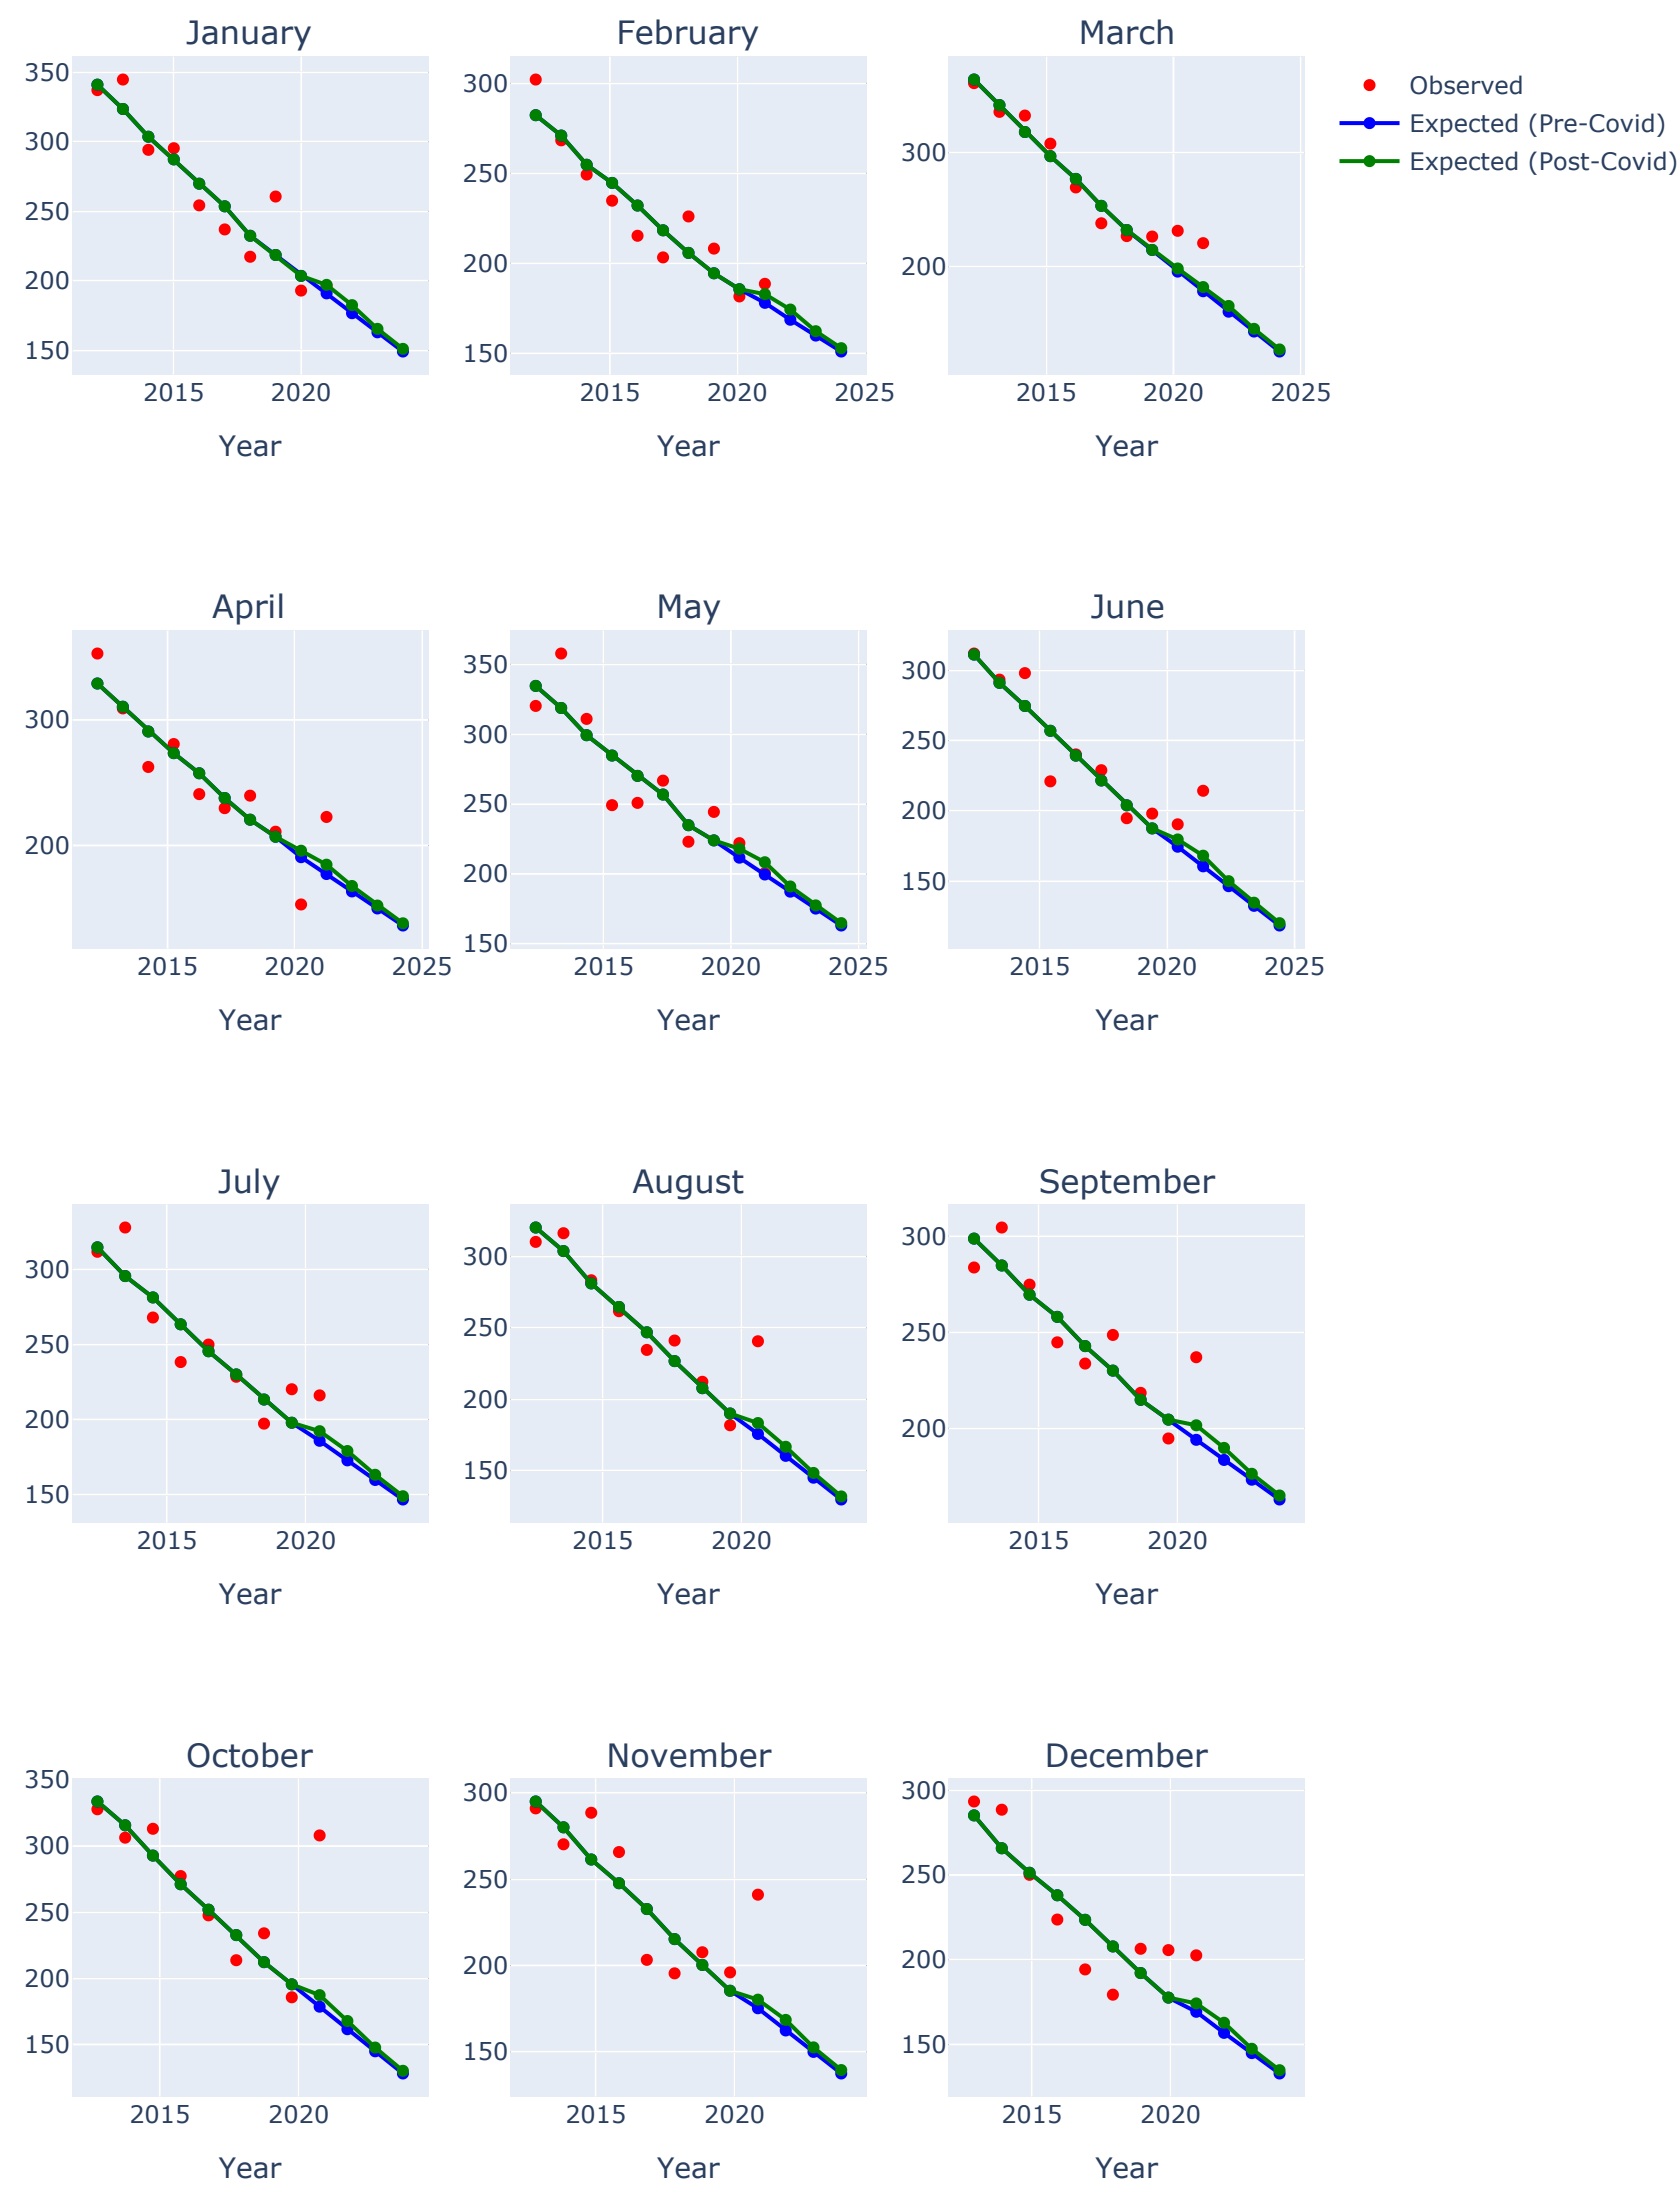 January
February
March
350
300
250
200
150
2015
2020
Year
300
250
200
150
2015
2020
2025
Year
300
200
2015
2020
2025
Year
Observed
Expected (Pre-Covid)
Expected (Post-Covid)
April
May
June
300
200
2015
2020
2025
Year
350
300
250
200
150
2015
2020
2025
Year
300
250
200
150
2015
2020
2025
Year
July
August
September
300
250
200
150
2015
2020
Year
300
250
200
150
2015
2020
Year
300
250
200
2015
2020
Year
October
November
December
350
300
250
200
150
2015
2020
Year
300
250
200
150
2015
2020
Year
300
250
200
150
2015
2020
Year